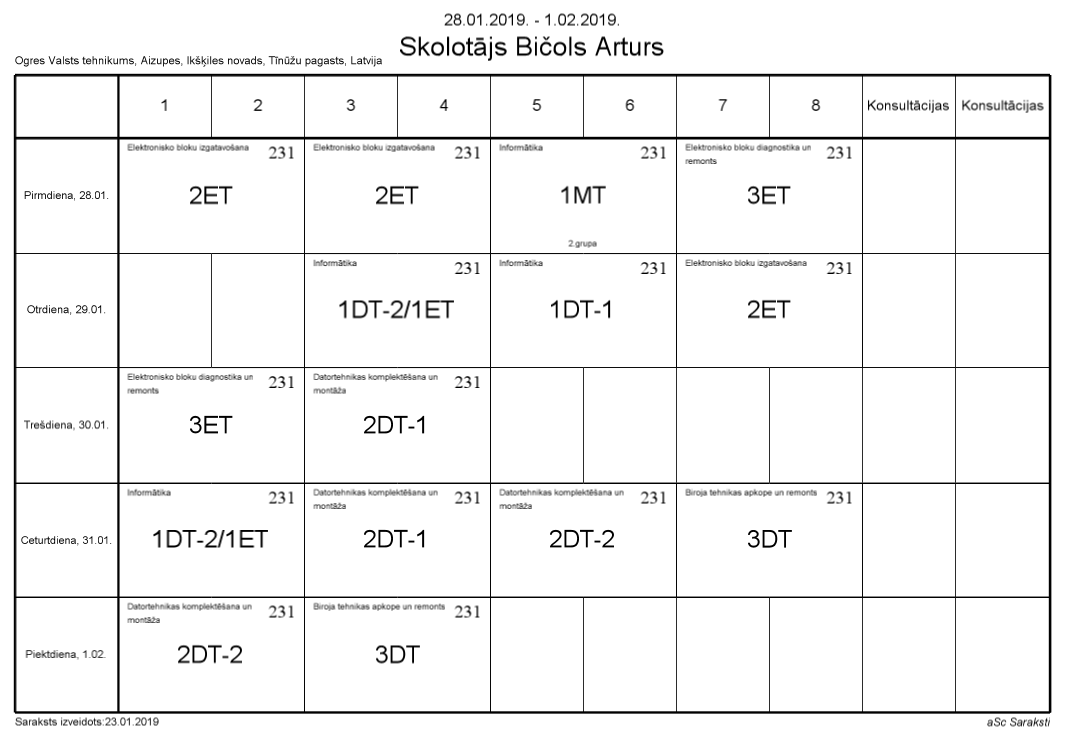 28.01.2019. - 1.02.2019.
Skolotājs Bičols Arturs
Ogres Valsts tehnikums, Aizupes, Ikšķiles novads, Tīnūžu pagasts, Latvija
1 2 3 4 5 6 7 8 Konsultācijas Konsultācijas
Pirmdiena, 28.01.
Elektronisko bloku izgatavošana 231
2ET
Elektronisko bloku izgatavošana 231
2ET
Informātika 231
1MT
2.grupa
Elektronisko bloku diagnostika un 231
remonts
3ET
Otrdiena, 29.01.
Informātika 231
1DT-2/1ET
Informātika 231
1DT-1
Elektronisko bloku izgatavošana 231
2ET
Trešdiena, 30.01.
Elektronisko bloku diagnostika un 231
remonts
3ET
Datortehnikas komplektēšana un 231
montāža
2DT-1
Ceturtdiena, 31.01.
Informātika 231
1DT-2/1ET
Datortehnikas komplektēšana un 231
montāža
2DT-1
Datortehnikas komplektēšana un 231
montāža
2DT-2
Biroja tehnikas apkope un remonts 231
3DT
Piektdiena, 1.02.
Datortehnikas komplektēšana un 231
montāža
2DT-2
Biroja tehnikas apkope un remonts 231
3DT
Saraksts izveidots:23.01.2019
aSc Saraksti